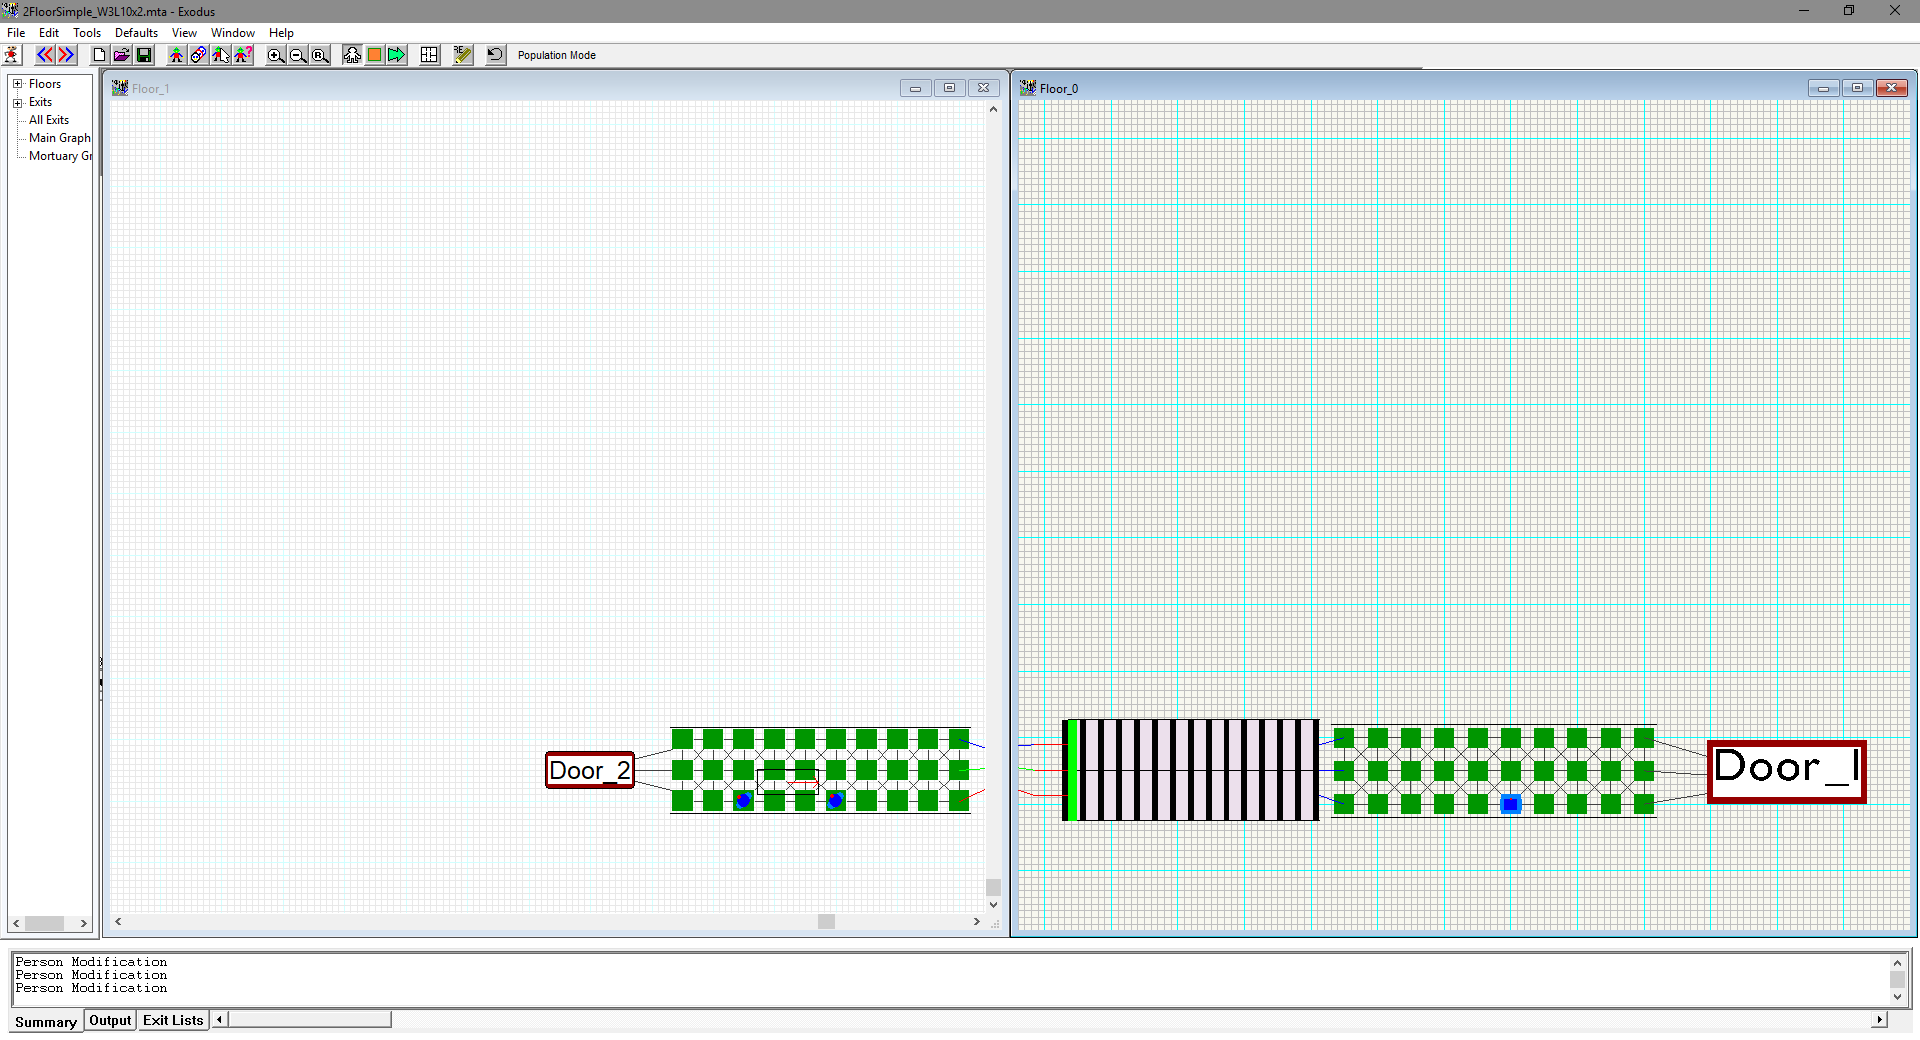 2FloorSimple_W3L10x2.mta - Exodus
File Edit Tools Defaults View Window Help
Population Mode
Floors
Exits
All Exits
Main Graph
Mortuary Gr
Floor_1
Floor_0
Door_2
Door_1
Person Modification
Person Modification
Person Modification
Summary Output Exit Lists